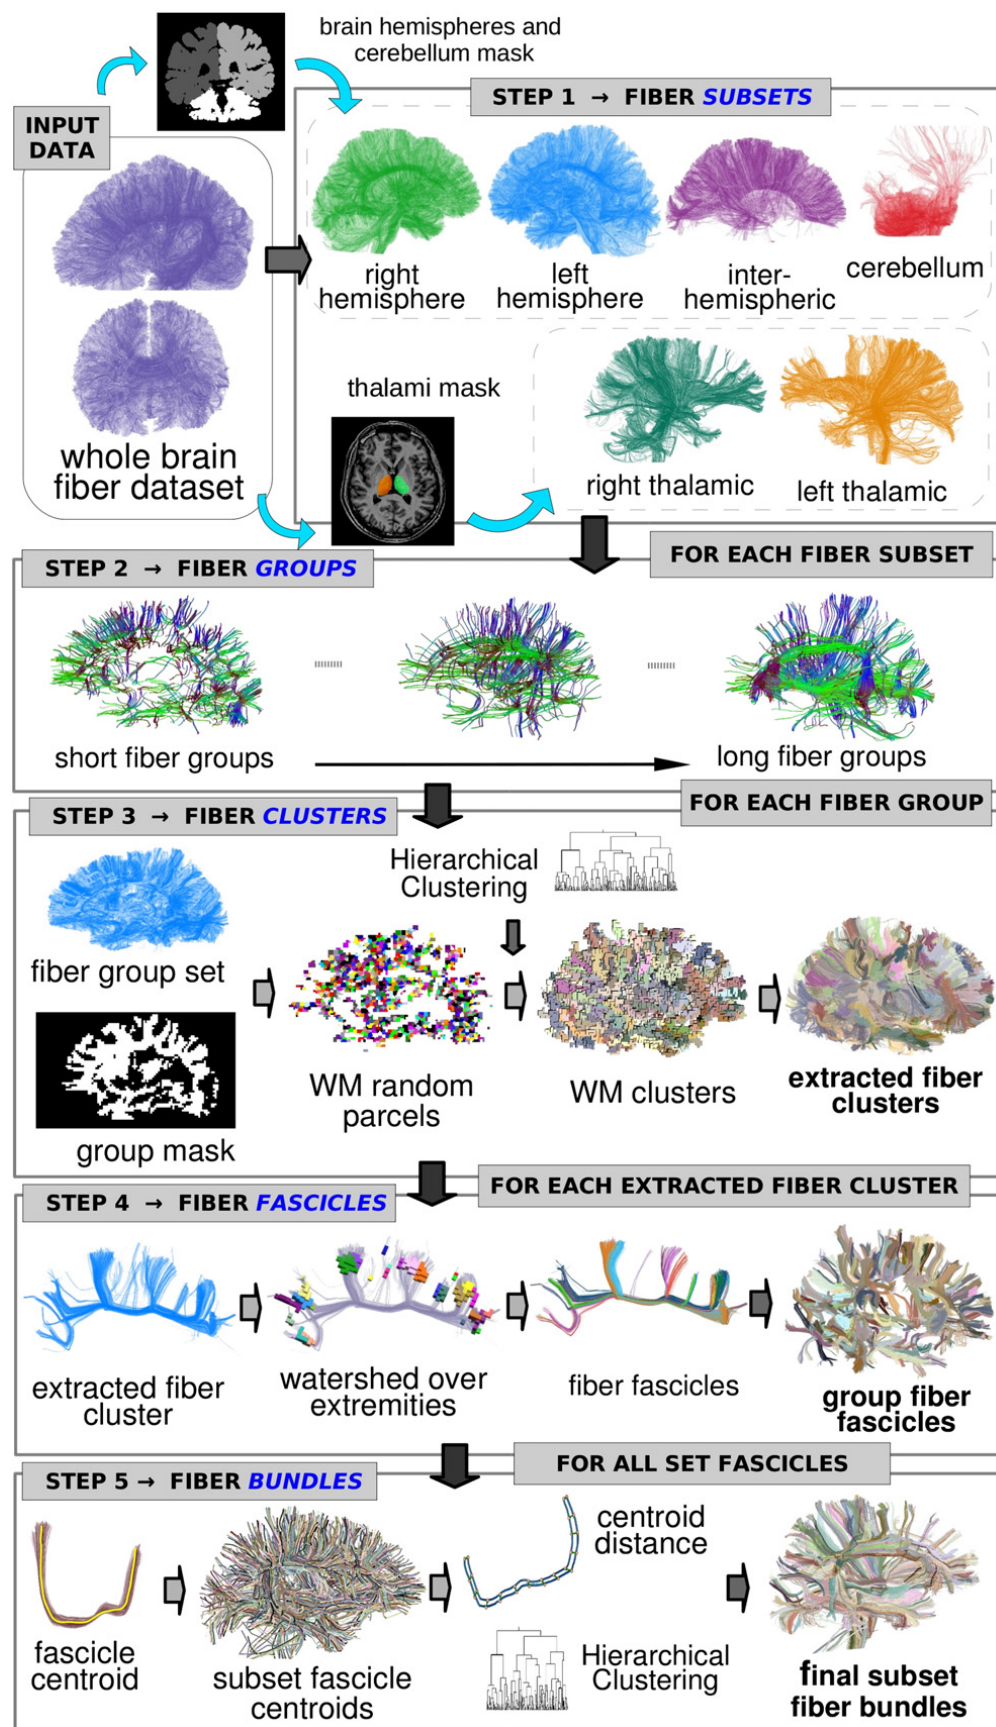 brain hemispheres and
cerebellum mask
INPUT
DATA
STEP 1 → FIBER SUBSETS
right
hemisphere
left
hemisphere
inter-
hemispheric
cerebellum
whole brain
fiber dataset
thalami mask
right thalamic
left thalamic
STEP 2 → FIBER GROUPS
FOR EACH FIBER SUBSET
short fiber groups
long fiber groups
FOR EACH FIBER GROUP
STEP 3 → FIBER CLUSTERS
Hierarchical
Clustering
fiber group set
group mask
WM random
parcels
WM clusters
extracted fiber
clusters
FOR EACH EXTRACTED FIBER CLUSTER
STEP 4 → FIBER FASCICLES
extracted fiber
cluster
watershed over
extremities
fiber fascicles
group fiber
fascicles
FOR ALL SET FASCICLES
STEP 5 → FIBER BUNDLES
fascicle
centroid
subset fascicle
centroids
centroid
distance
Hierarchical
Clustering
final subset
fiber bundles